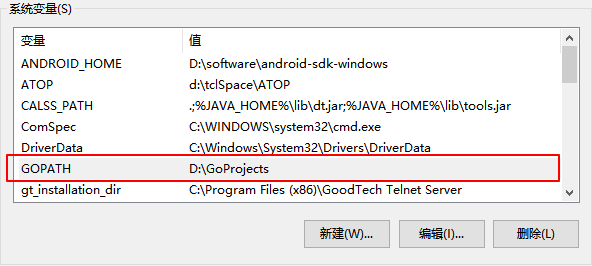 系统变量(S)
变量 值
ANDROID_HOME D:\software\android-sdk-windows
ATOP d:\tclSpace\ATOP
CALSS_PATH .;%JAVA_HOME%\lib\dt.jar;%JAVA_HOME%\lib\tools.jar
ComSpec C:\WINDOWS\system32\cmd.exe
DriverData C:\Windows\System32\Drivers\DriverData
GOPATH D:\GoProjects
gt_installation_dir C:\Program Files (x86)\GoodTech Telnet Server
新建(W)... 编辑(I)... 删除(L)